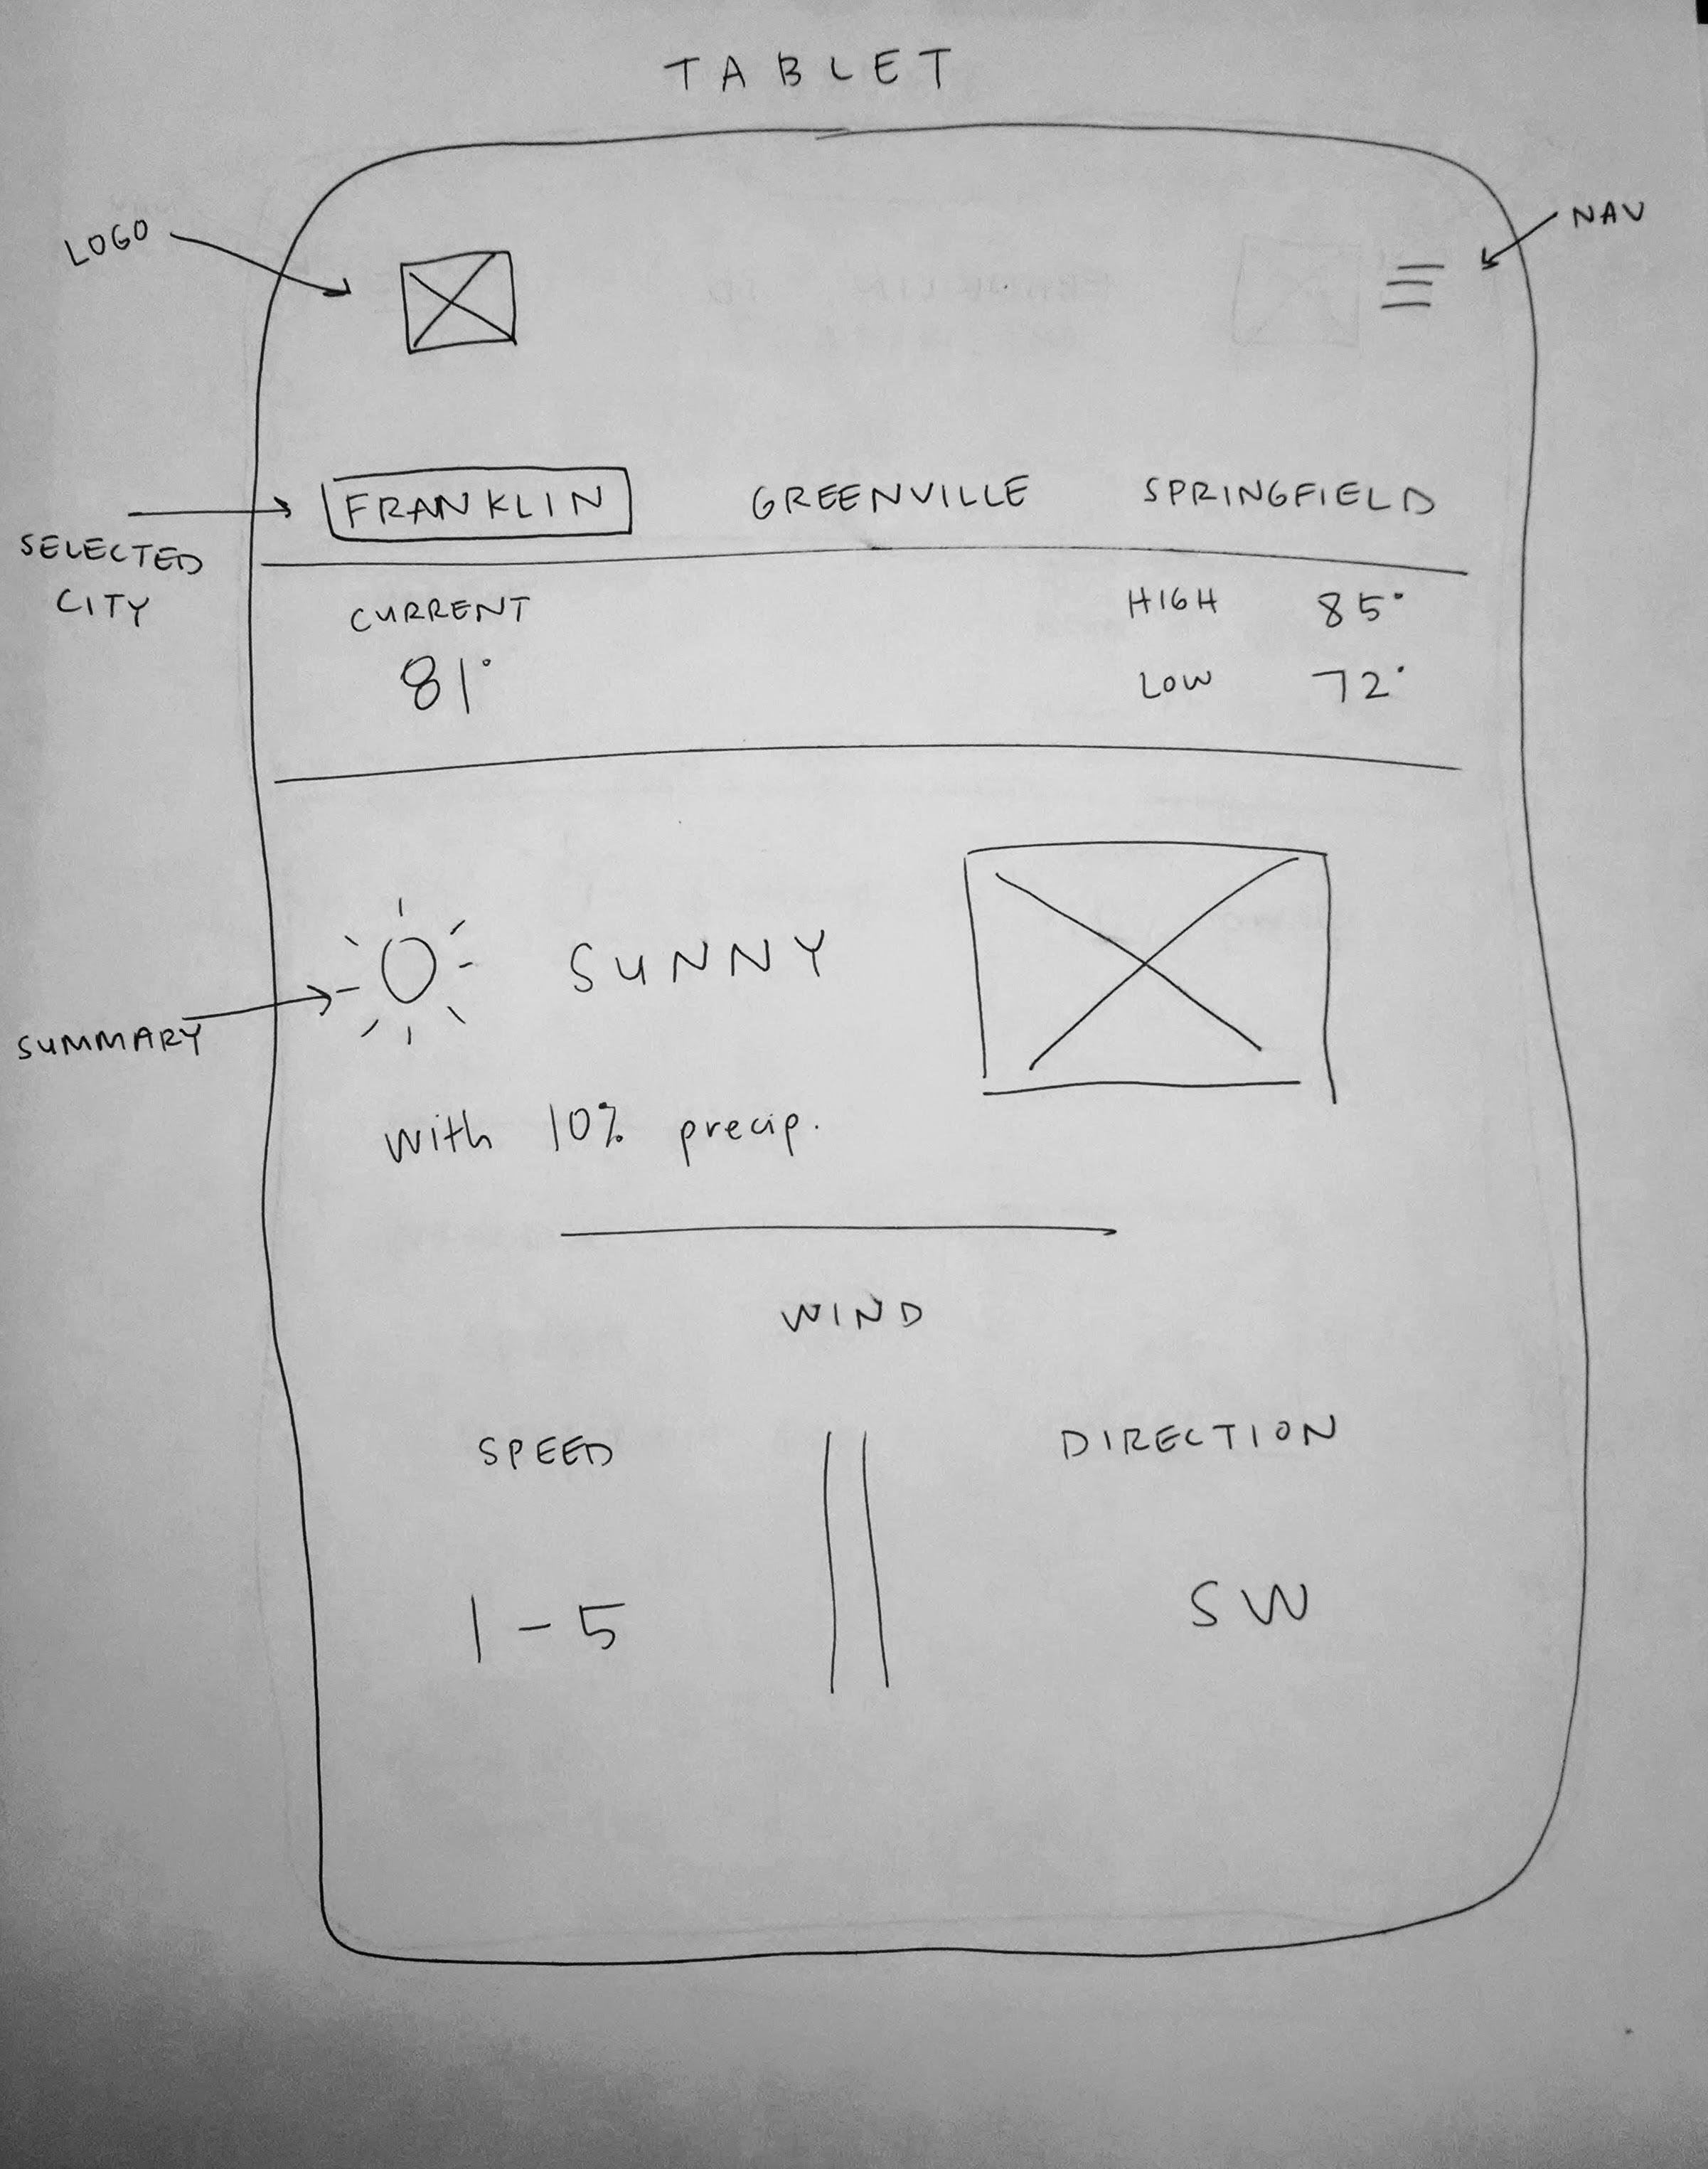 TABLET
LOGO
NAV
FRANKLIN GREENVILLE SPRINGFIELD
SELECTED
CITY
CURRENT HIGH 85°
81° LOW 72°
SUNNY
SUMMARY
with 10% precip.
WIND
SPEED DIRECTION
1-5 SW